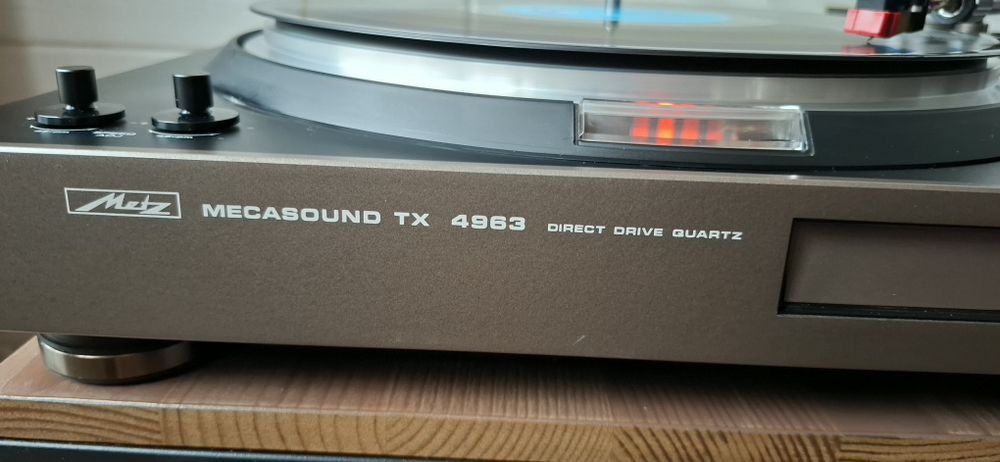 Metz MECASOUND TX 4963 DIRECT DRIVE QUARTZ